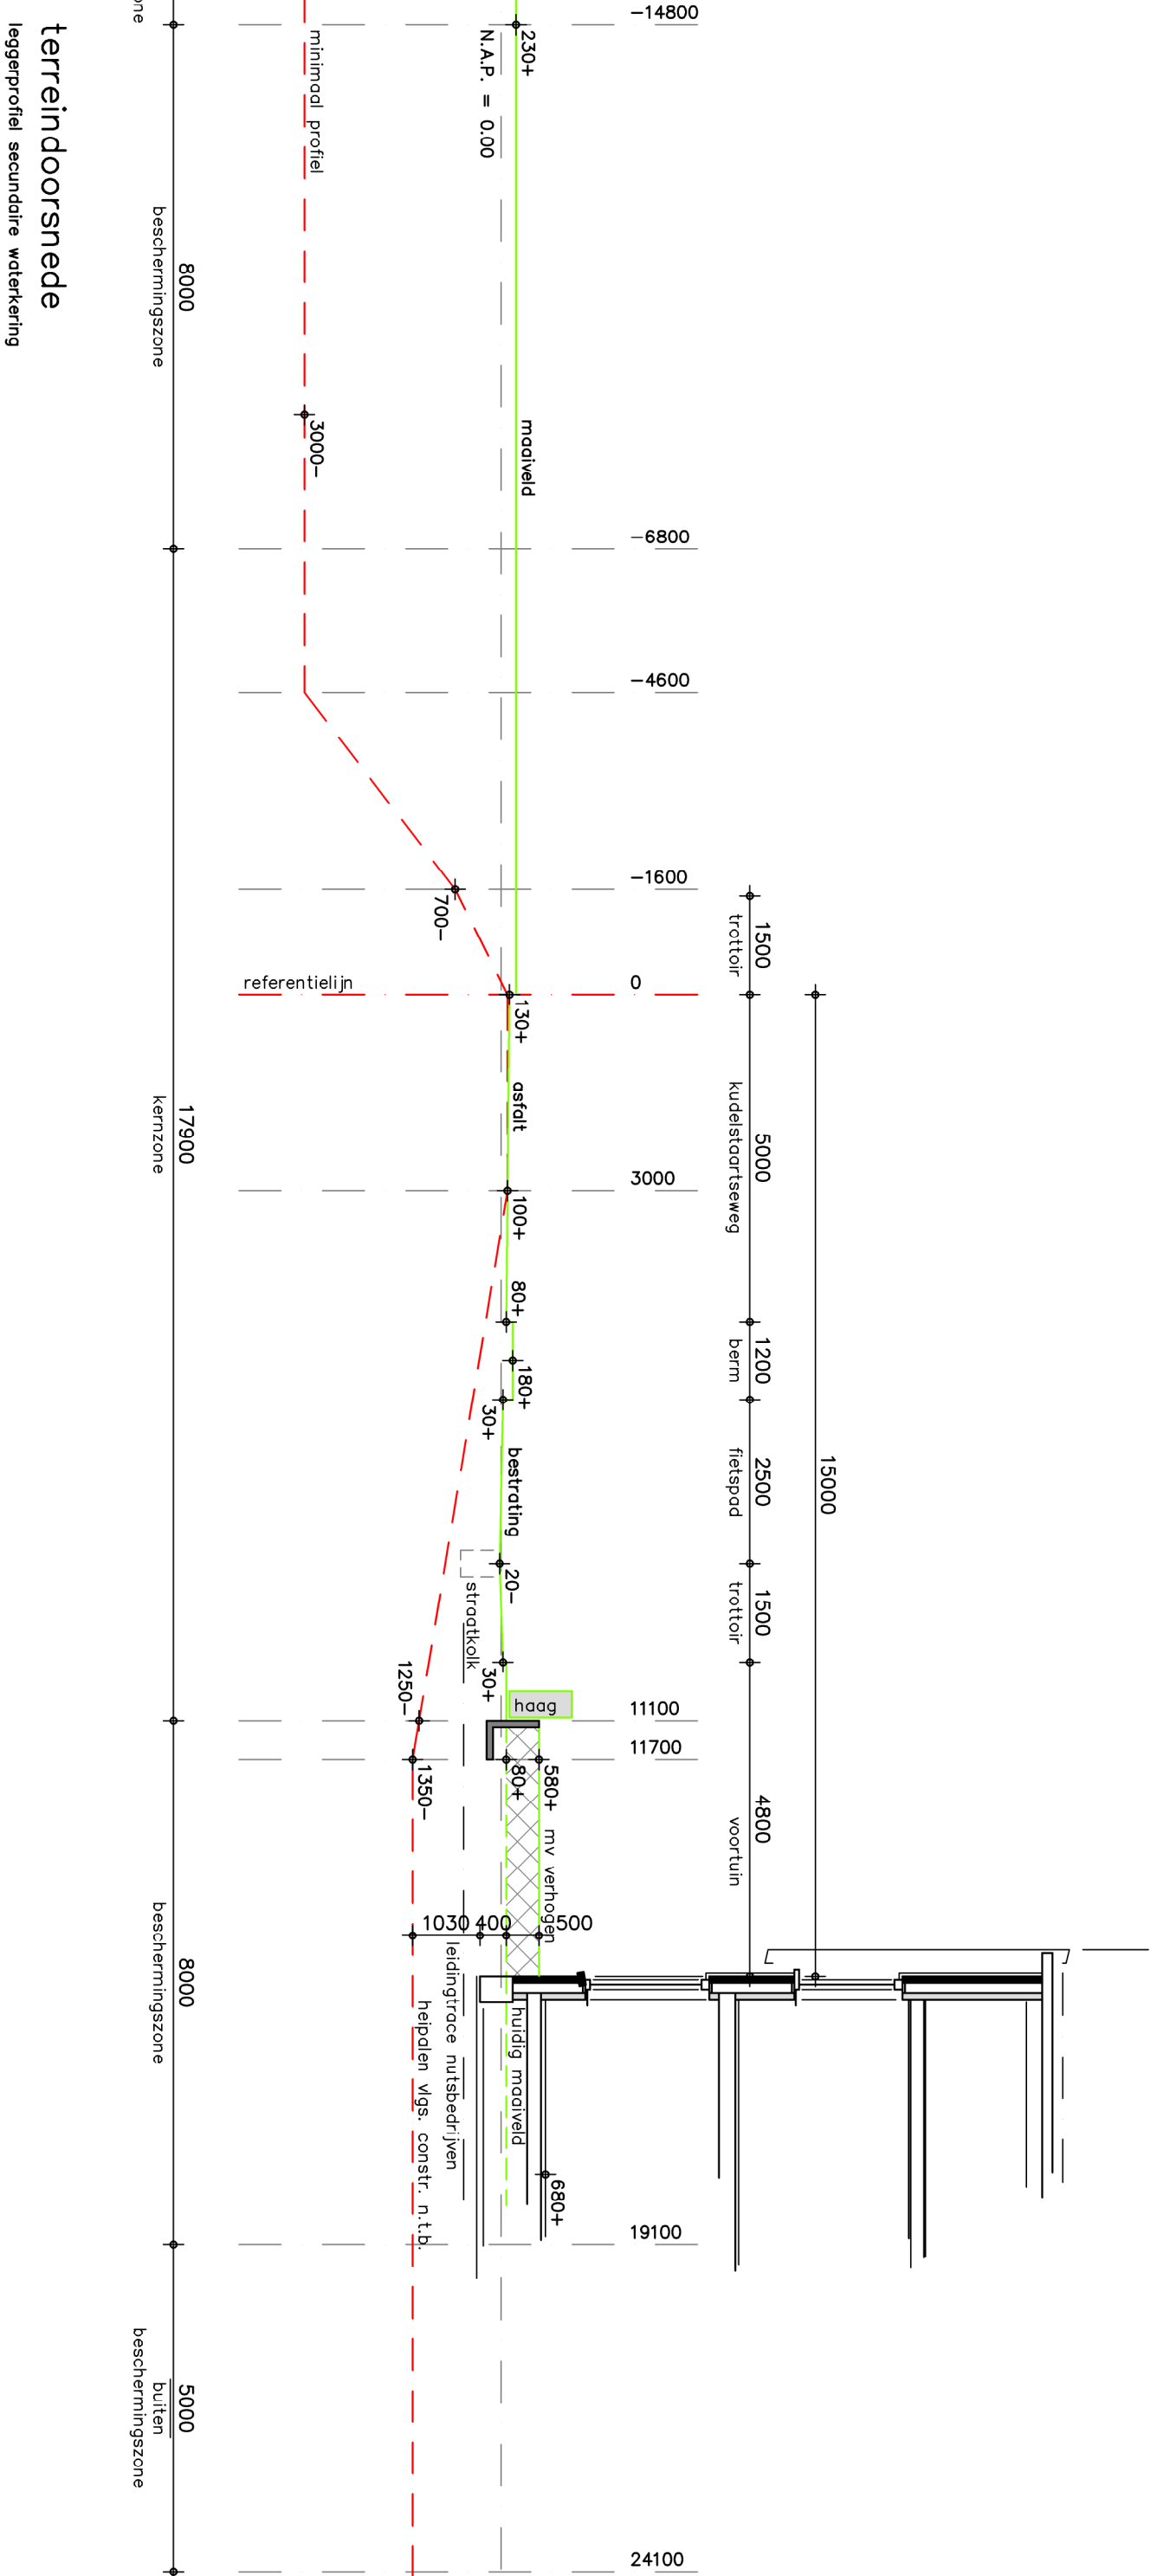 terreindoorsnede
leggerprofiel secundaire waterkering
-14800
-6800
-4600
-1600
0
3000
11100
11700
19100
24100
15000
1500
trottoir
5000
kudelstaartseweg
1200
berm
2500
fietspad
1500
trottoir
4800
voortuin
230+
N.A.P. = 0.00
maaiveld
minimaal profiel
3000-
700-
referentielijn
130+
asfalt
100+
80+
180+
30+
bestrating
20-
straatkolk
30+
haag
1250-
1350-
80+
580+
mv verhogen
1030
400
500
huidig maaiveld
680+
leidingtrace nutsbedrijven
heipalen vlgs. constr. n.t.b.
8000
beschermingszone
17900
kernzone
8000
beschermingszone
5000
buiten
beschermingszone